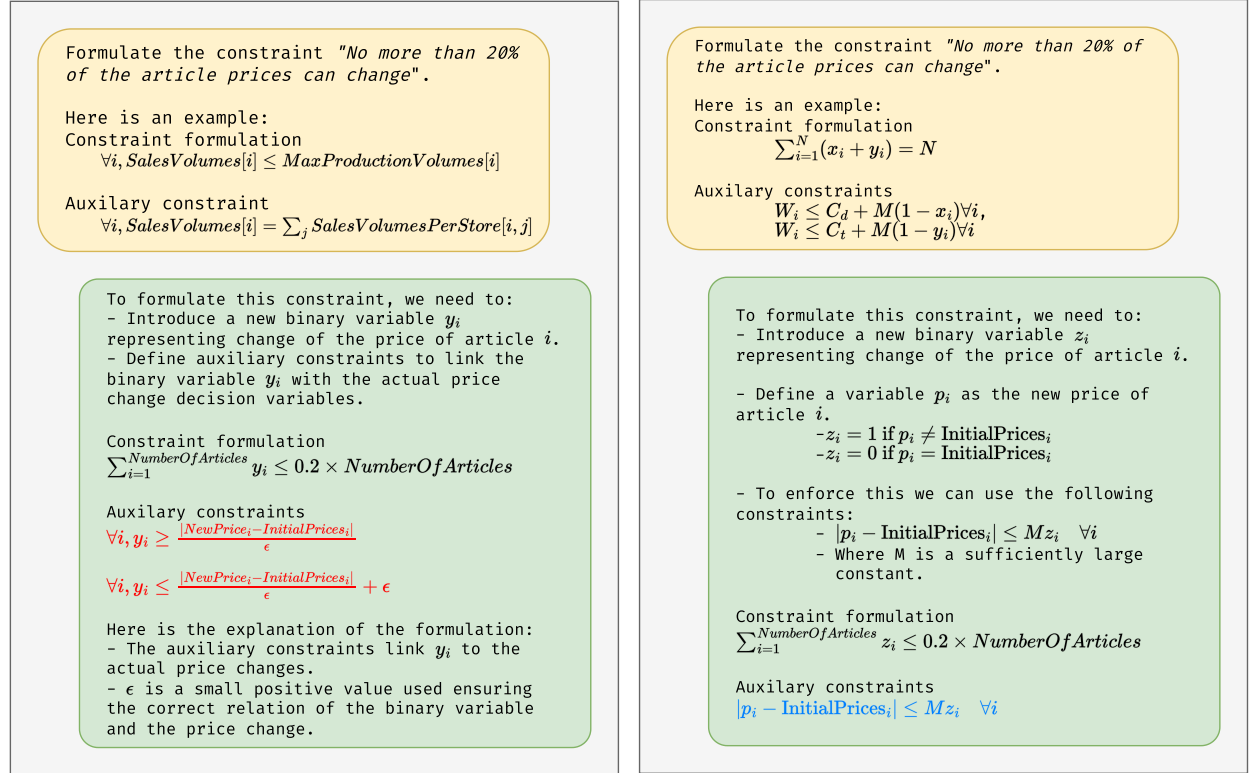 Formulate the constraint "No more than 20%
of the article prices can change".
Here is an example:
Constraint formulation
∀i, SalesVolumes[i] ≤ MaxProductionVolumes[i]
Auxilary constraint
∀i, SalesVolumes[i] = ∑_j SalesVolumesPerStore[i, j]
To formulate this constraint, we need to:
- Introduce a new binary variable y_i
representing change of the price of article i.
- Define auxiliary constraints to link the
binary variable y_i with the actual price
change decision variables.
Constraint formulation
∑_{i=1}^{NumberOfArticles} y_i ≤ 0.2 × NumberOfArticles
Auxilary constraints
∀i, y_i ≥ |NewPrice_i − InitialPrices_i| / ϵ
∀i, y_i ≤ |NewPrice_i − InitialPrices_i| / ϵ + ϵ
Here is the explanation of the formulation:
- The auxiliary constraints link y_i to the
actual price changes.
- ϵ is a small positive value used ensuring
the correct relation of the binary variable
and the price change.
Formulate the constraint "No more than 20% of
the article prices can change".
Here is an example:
Constraint formulation
∑_{i=1}^{N} (x_i + y_i) = N
Auxilary constraints
W_i ≤ C_d + M(1 − x_i)∀i,
W_i ≤ C_t + M(1 − y_i)∀i
To formulate this constraint, we need to:
- Introduce a new binary variable z_i
representing change of the price of article i.
- Define a variable p_i as the new price of
article i.
-z_i = 1 if p_i ≠ InitialPrices_i
-z_i = 0 if p_i = InitialPrices_i
- To enforce this we can use the following
constraints:
- |p_i − InitialPrices_i| ≤ Mz_i ∀i
- Where M is a sufficiently large
constant.
Constraint formulation
∑_{i=1}^{NumberOfArticles} z_i ≤ 0.2 × NumberOfArticles
Auxilary constraints
|p_i − InitialPrices_i| ≤ Mz_i ∀i